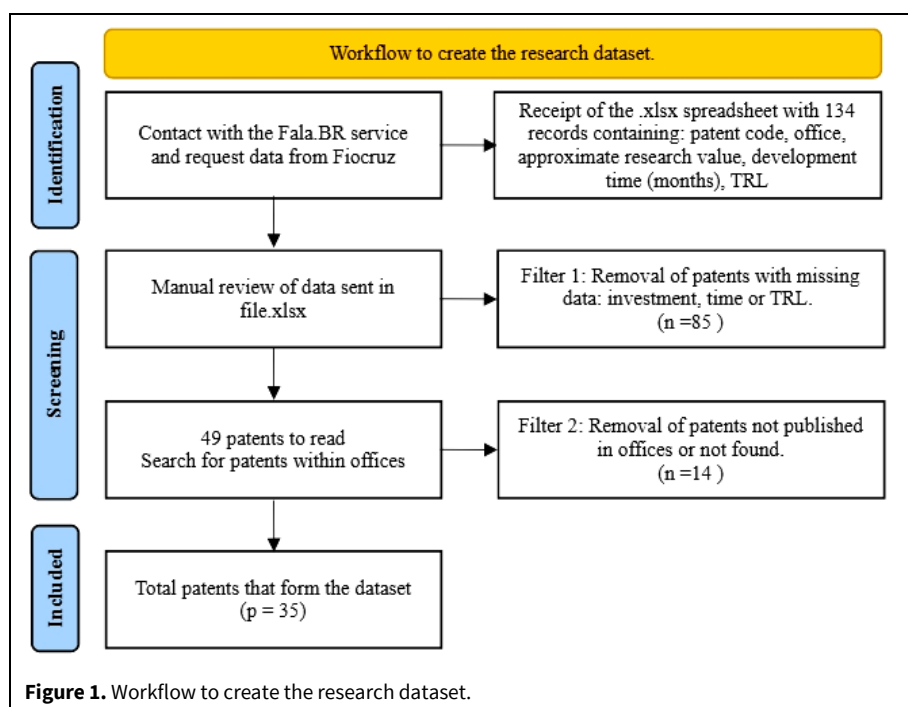 Workflow to create the research dataset.
Identification
Contact with the Fala.BR service
and request data from Fiocruz
Receipt of the .xlsx spreadsheet with 134
records containing: patent code, office,
approximate research value, development
time (months), TRL
Screening
Manual review of data sent in
file.xlsx
Filter 1: Removal of patents with missing
data: investment, time or TRL.
(n =85 )
49 patents to read
Search for patents within offices
Filter 2: Removal of patents not published
in offices or not found.
(n =14 )
Included
Total patents that form the dataset
(p = 35)
Figure 1. Workflow to create the research dataset.